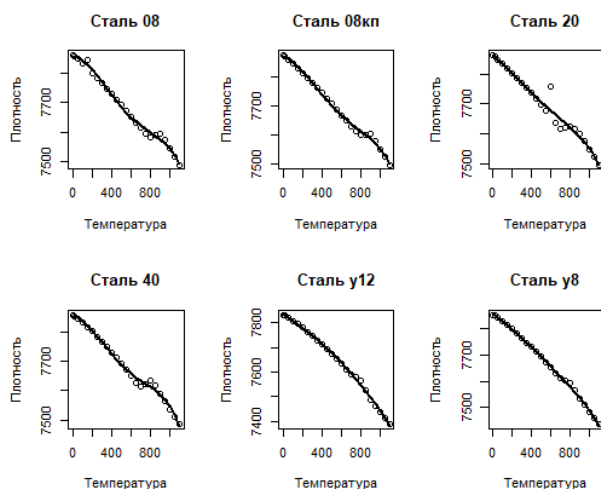 Сталь 08
Плотность
7500
7700
0
400
800
Температура
Сталь 08кп
Плотность
7500
7700
0
400
800
Температура
Сталь 20
Плотность
7500
7700
0
400
800
Температура
Сталь 40
Плотность
7500
7700
0
400
800
Температура
Сталь у12
Плотность
7400
7600
7800
0
400
800
Температура
Сталь у8
Плотность
7500
7700
0
400
800
Температура